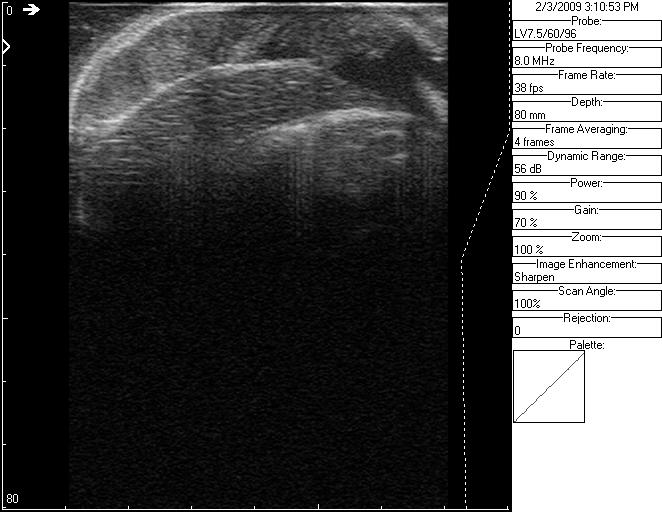 0
80
2/3/2009 3:10:53 PM
Probe:
LV7.5/60/96
Probe Frequency:
8.0 MHz
Frame Rate:
38 fps
Depth:
80 mm
Frame Averaging:
4 frames
Dynamic Range:
56 dB
Power:
90 %
Gain:
70 %
Zoom:
100 %
Image Enhancement:
Sharpen
Scan Angle:
100%
Rejection:
0
Palette: